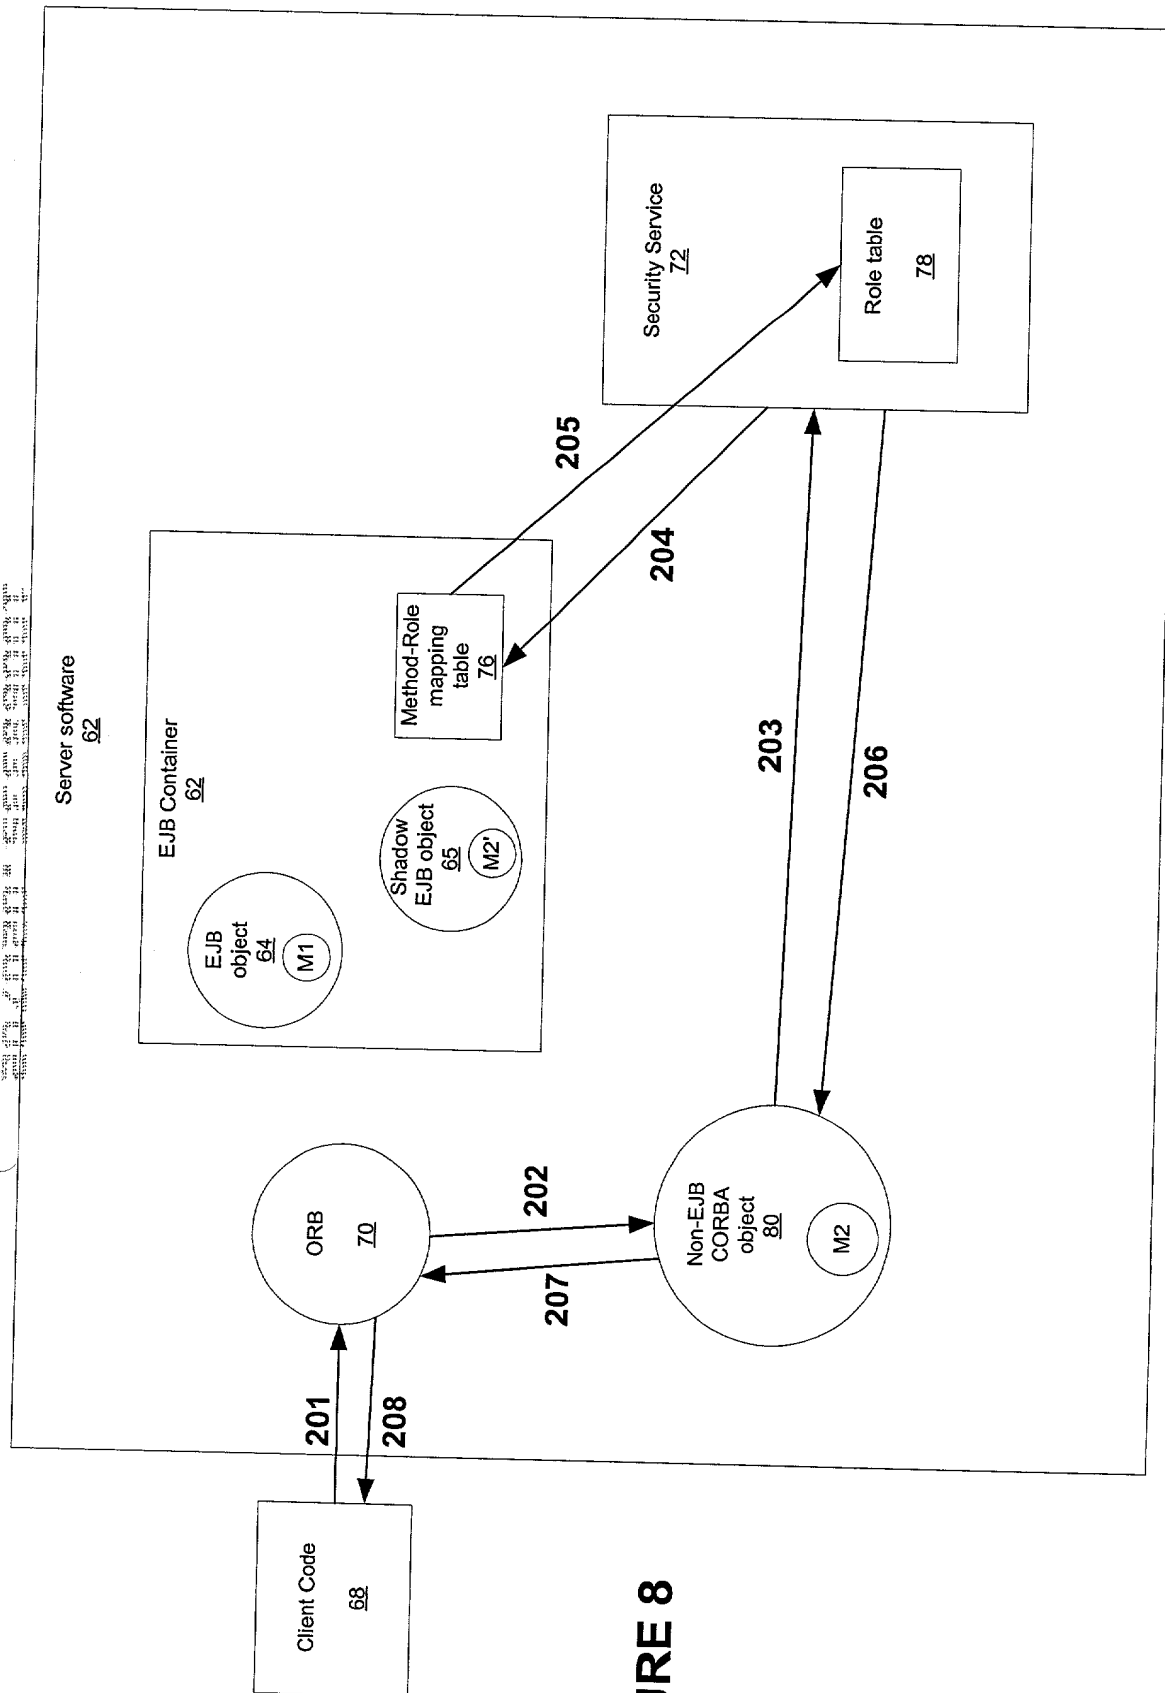 Server software
62
EJB Container
62
EJB
object
64
M1
Shadow
EJB object
65
M2'
Method-Role
mapping
table
76
Security Service
72
Role table
78
205
204
203
206
ORB
70
202
207
Non-EJB
CORBA
object
80
M2
201
208
Client Code
68
URE 8